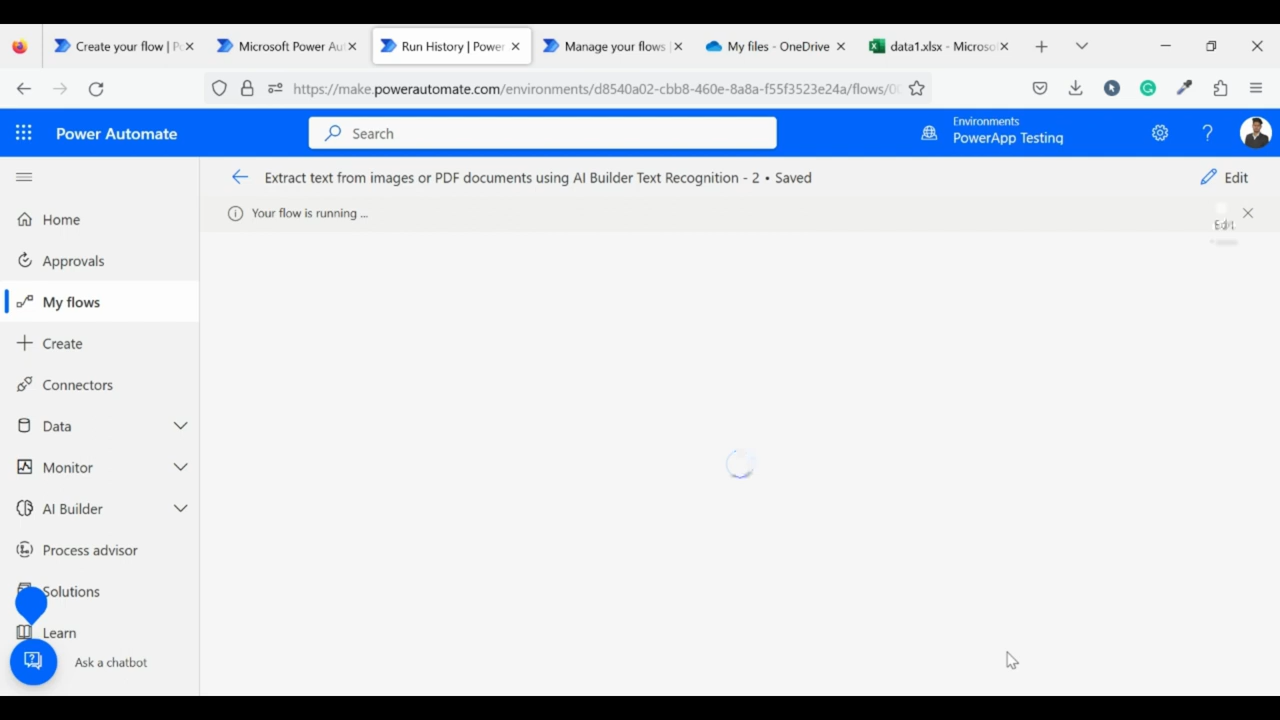 Create your flow | P
Microsoft Power Aut
Run History | Power
Manage your flows |
My files - OneDrive
data1.xlsx - Microso
https://make.powerautomate.com/environments/d8540a02-cbb8-460e-8a8a-f55f3523e24a/flows/0
Power Automate
Search
Environments
PowerApp Testing
Extract text from images or PDF documents using AI Builder Text Recognition - 2 • Saved
Edit
Your flow is running ...
Home
Approvals
My flows
Create
Connectors
Data
Monitor
AI Builder
Process advisor
Solutions
Learn
Ask a chatbot